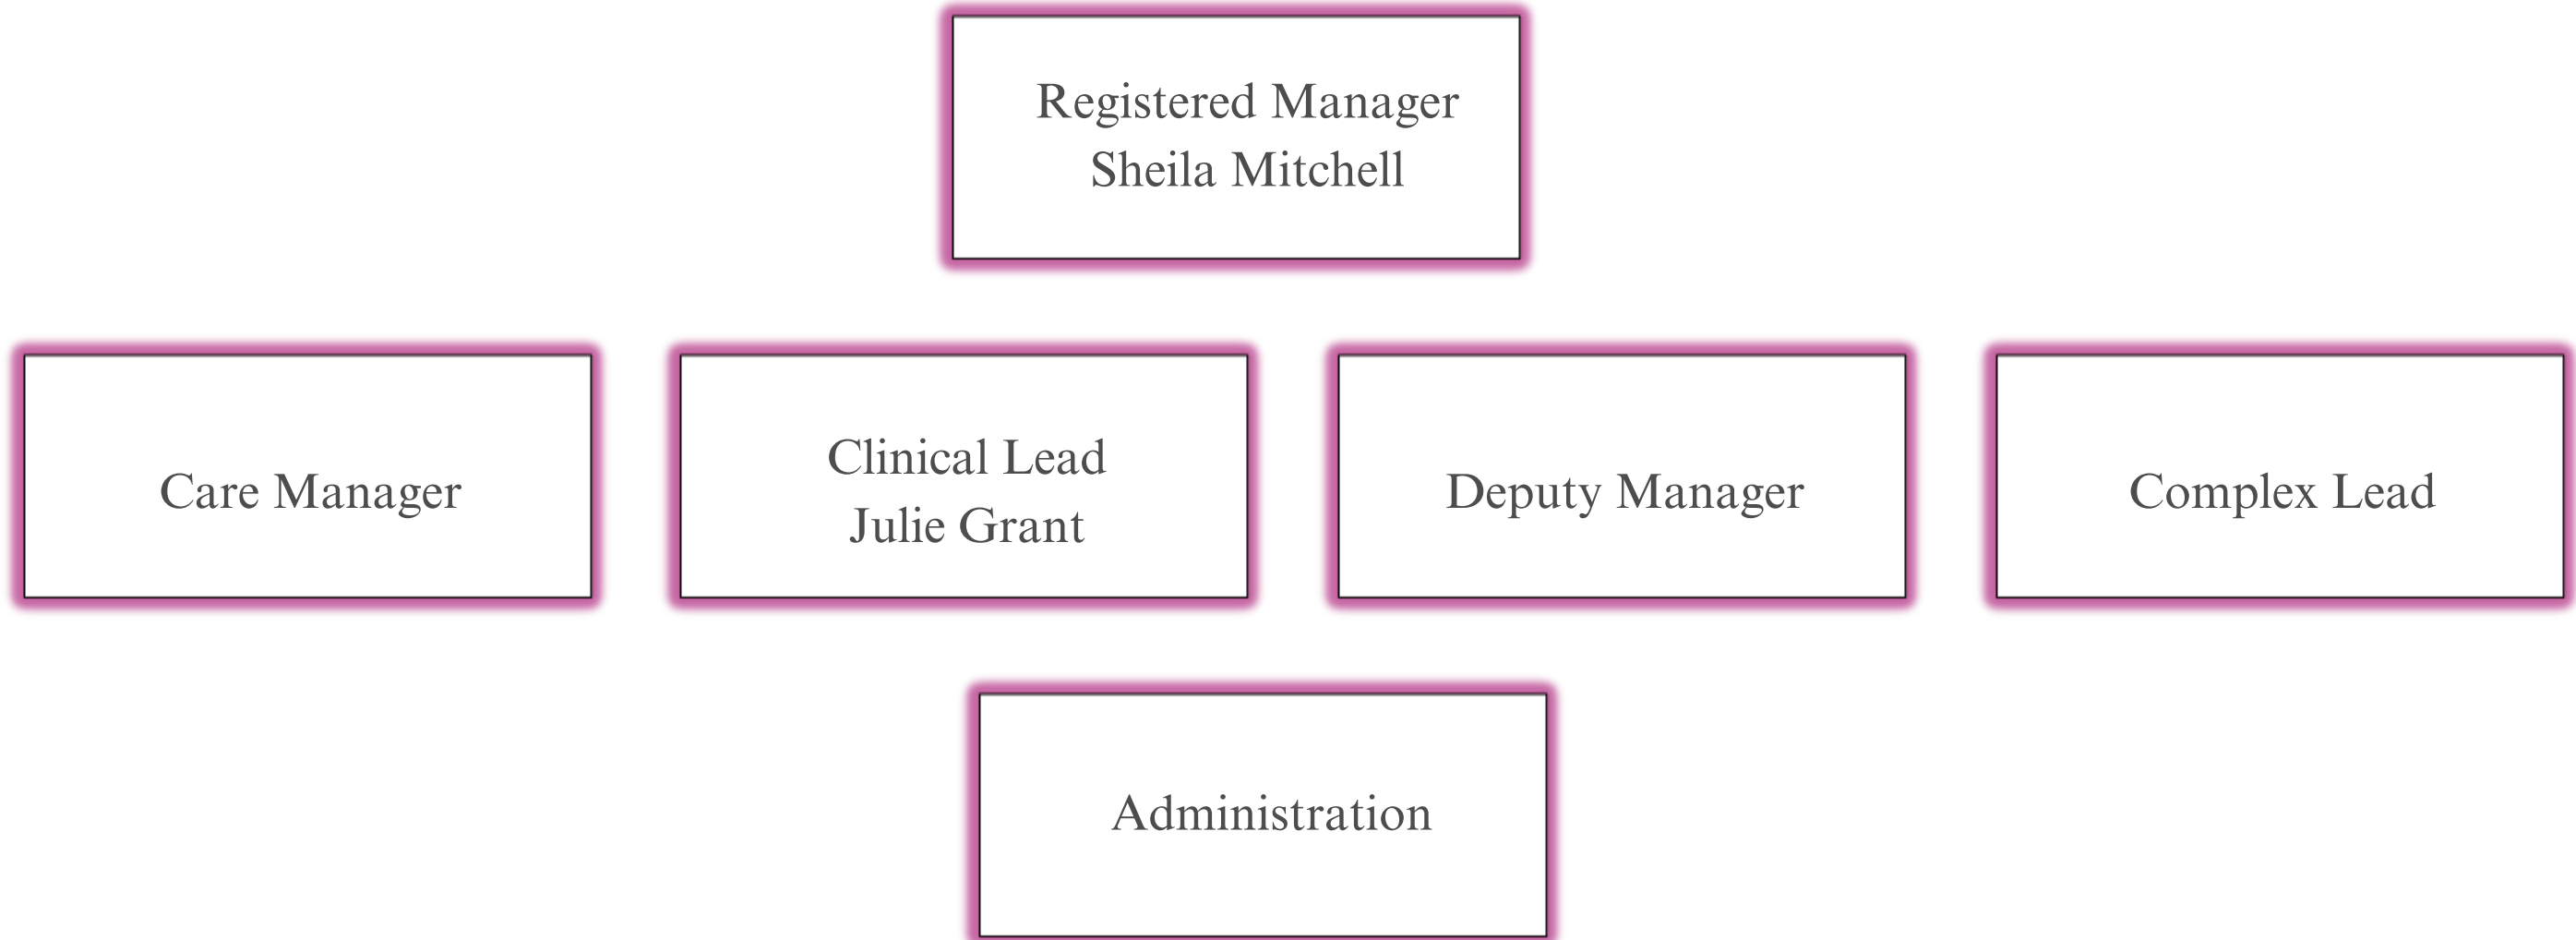 Registered Manager
Sheila Mitchell
Care Manager
Clinical Lead
Julie Grant
Deputy Manager
Complex Lead
Administration